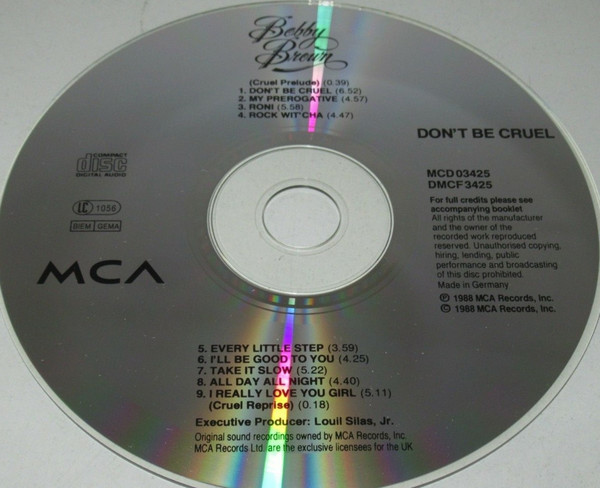 Bobby
Brown
(Cruel Prelude) (0.39)
1. DON'T BE CRUEL (6.52)
2. MY PREROGATIVE (4.57)
3. RONI (5.58)
4. ROCK WIT'CHA (4.47)
DON'T BE CRUEL
COMPACT
disc
DIGITAL AUDIO
MCD 03425
DMCF 3425
LC 1056
BIEM GEMA
For full credits please see
accompanying booklet
All rights of the manufacturer
and the owner of the
recorded work reproduced
reserved. Unauthorised copying,
hiring, lending, public
performance and broadcasting
of this disc prohibited.
Made in Germany
MCA
℗ 1988 MCA Records, Inc.
© 1988 MCA Records, Inc.
5. EVERY LITTLE STEP (3.59)
6. I'LL BE GOOD TO YOU (4.25)
7. TAKE IT SLOW (5.22)
8. ALL DAY ALL NIGHT (4.40)
9. I REALLY LOVE YOU GIRL (5.11)
(Cruel Reprise) (0.18)
Executive Producer: Louil Silas, Jr.
Original sound recordings owned by MCA Records, Inc.
MCA Records Ltd. are the exclusive licensees for the UK